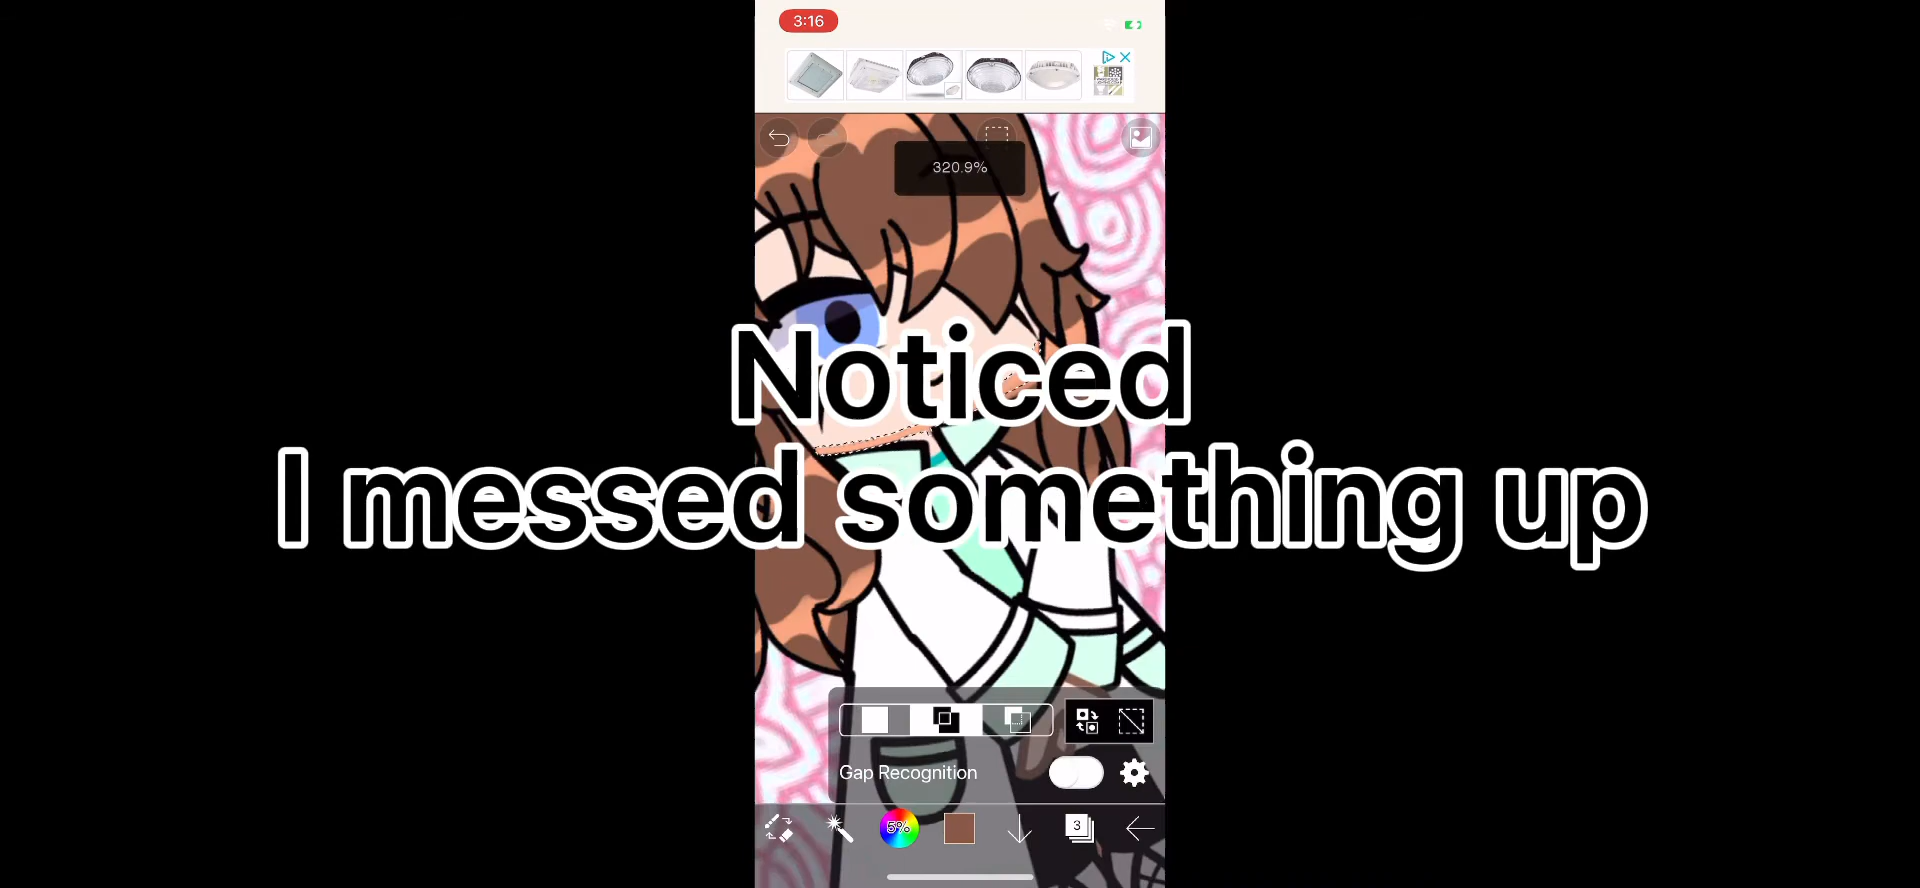 3:16
320.9%
Noticed
I messed something up
Gap Recognition
5%
3